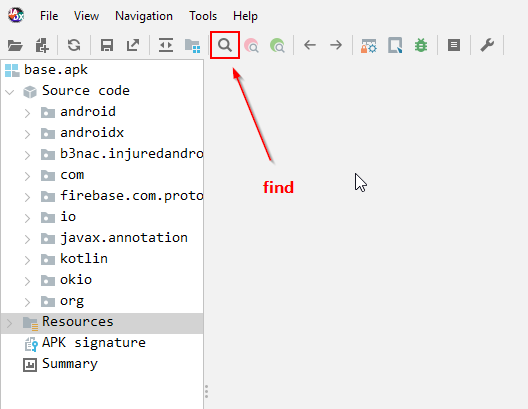 File View Navigation Tools Help
base.apk
Source code
android
androidx
b3nac.injuredandro
com
firebase.com.proto
find
io
javax.annotation
kotlin
okio
org
Resources
APK signature
Summary